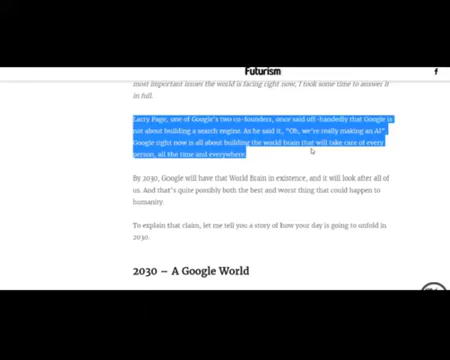 Futurism
most important issues the world is facing right now, I took some time to answer it
in full.
Larry Page, one of Google's two co-founders, once said off-handedly that Google is
not about building a search engine. As he said it, "Oh, we're really making an AI".
Google right now is all about building the world brain that will take care of every
person, all the time and everywhere.
By 2030, Google will have that World Brain in existence, and it will look after all of
us. And that's quite possibly both the best and worst thing that could happen to
humanity.
To explain that claim, let me tell you a story of how your day is going to unfold in
2030.
2030 – A Google World